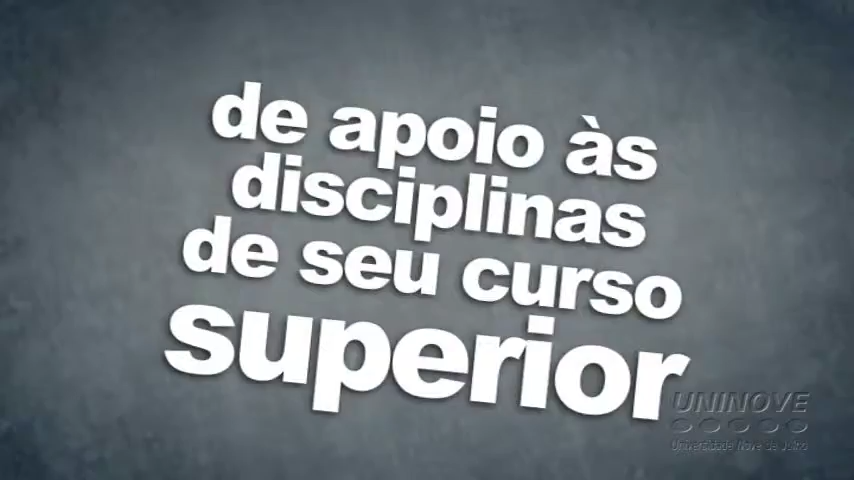 de apoio às
disciplinas
de seu curso
superior
UNINOVE
Universidade Nove de Julho